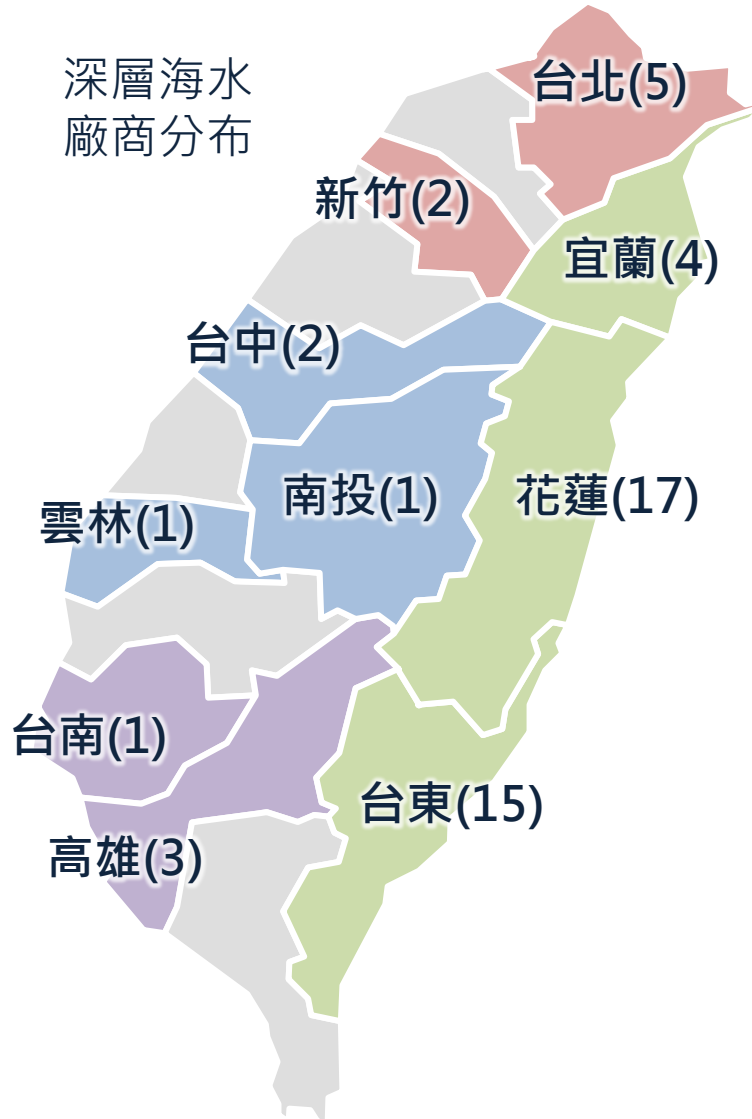 深層海水
廠商分布
台北(5)
新竹(2)
宜蘭(4)
台中(2)
南投(1)
花蓮(17)
雲林(1)
台南(1)
台東(15)
高雄(3)